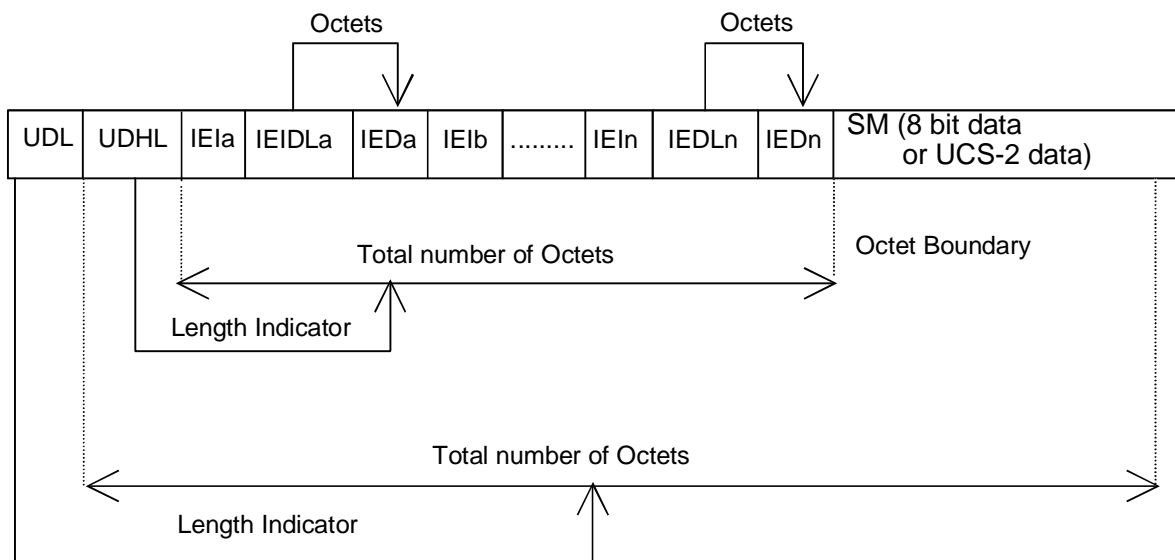 Octets
Octets
UDL UDHL IEIa IEIDLa IEDa IEIb ......... IEIn IEDLn IEDn SM (8 bit data
or UCS-2 data)
Total number of Octets
Octet Boundary
Length Indicator
Total number of Octets
Length Indicator